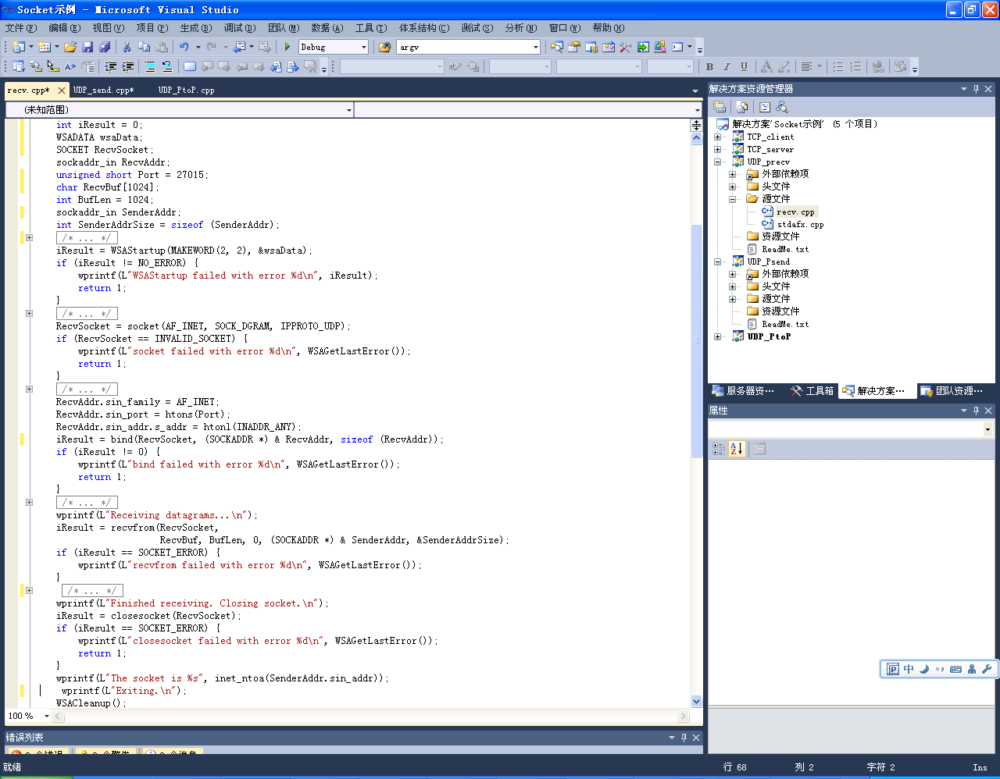 Socket示例 - Microsoft Visual Studio
文件(F) 编辑(E) 视图(V) 项目(P) 生成(B) 调试(D) 团队(M) 数据(A) 工具(T) 体系结构(C) 测试(S) 分析(N) 窗口(W) 帮助(H)
Debug argv
recv.cpp* UDP_send.cpp* UDP_PtoP.cpp
(未知范围)
int iResult = 0;
WSADATA wsaData;
SOCKET RecvSocket;
sockaddr_in RecvAddr;
unsigned short Port = 27015;
char RecvBuf[1024];
int BufLen = 1024;
sockaddr_in SenderAddr;
int SenderAddrSize = sizeof (SenderAddr);
/* ... */
iResult = WSAStartup(MAKEWORD(2, 2), &wsaData);
if (iResult != NO_ERROR) {
wprintf(L"WSAStartup failed with error %d\n", iResult);
return 1;
}
/* ... */
RecvSocket = socket(AF_INET, SOCK_DGRAM, IPPROTO_UDP);
if (RecvSocket == INVALID_SOCKET) {
wprintf(L"socket failed with error %d\n", WSAGetLastError());
return 1;
}
/* ... */
RecvAddr.sin_family = AF_INET;
RecvAddr.sin_port = htons(Port);
RecvAddr.sin_addr.s_addr = htonl(INADDR_ANY);
iResult = bind(RecvSocket, (SOCKADDR *) & RecvAddr, sizeof (RecvAddr));
if (iResult != 0) {
wprintf(L"bind failed with error %d\n", WSAGetLastError());
return 1;
}
/* ... */
wprintf(L"Receiving datagrams...\n");
iResult = recvfrom(RecvSocket,
RecvBuf, BufLen, 0, (SOCKADDR *) & SenderAddr, &SenderAddrSize);
if (iResult == SOCKET_ERROR) {
wprintf(L"recvfrom failed with error %d\n", WSAGetLastError());
}
/* ... */
wprintf(L"Finished receiving. Closing socket.\n");
iResult = closesocket(RecvSocket);
if (iResult == SOCKET_ERROR) {
wprintf(L"closesocket failed with error %d\n", WSAGetLastError());
return 1;
}
wprintf(L"The socket is %s", inet_ntoa(SenderAddr.sin_addr));
wprintf(L"Exiting.\n");
WSACleanup();
100 %
错误列表
解决方案资源管理器
解决方案'Socket示例' (5 个项目)
TCP_client
TCP_server
UDP_precv
外部依赖项
头文件
源文件
recv.cpp
stdafx.cpp
资源文件
ReadMe.txt
UDP_Psend
外部依赖项
头文件
源文件
资源文件
ReadMe.txt
UDP_PtoP
服务器资... 工具箱 解决方案... 团队资源...
属性
中
就绪 行 68 列 2 字符 2 Ins